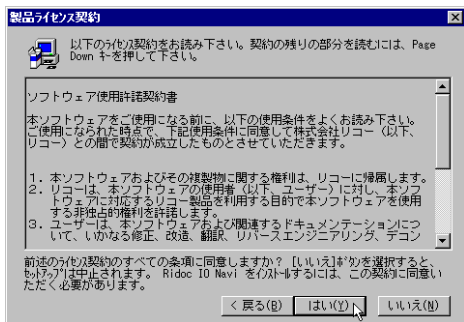 製品ライセンス契約
以下のﾗｲｾﾝｽ契約をお読み下さい。契約の残りの部分を読むには、Page
Down キーを押して下さい。
ソフトウェア使用許諾契約書
本ソフトウェアをご使用になる前に、以下の使用条件をよくお読み下さい。
ご使用になられた時点で、下記使用条件に同意して株式会社リコー（以下、
リコー）との間で契約が成立したものとさせていただきます。
1. 本ソフトウェアおよびその複製物に関する権利は、リコーに帰属します。
2. リコーは、本ソフトウェアの使用者（以下、ユーザー）に対し、本ソフ
トウェアに対応するリコー製品を利用する目的で本ソフトウェアを使用
する非独占的権利を許諾します。
3. ユーザーは、本ソフトウェアおよび関連するドキュメンテーションにつ
いて、いかなる修正、改造、翻訳、リバースエンジニアリング、デコン
前述のﾗｲｾﾝｽ契約のすべての条項に同意しますか？ [いいえ]ﾎﾞﾀﾝを選択すると、
ｾｯﾄｱｯﾌﾟは中止されます。 Ridoc IO Navi をｲﾝｽﾄｰﾙするには、この契約に同意い
ただく必要があります。
< 戻る(B)
はい(Y)
いいえ(N)